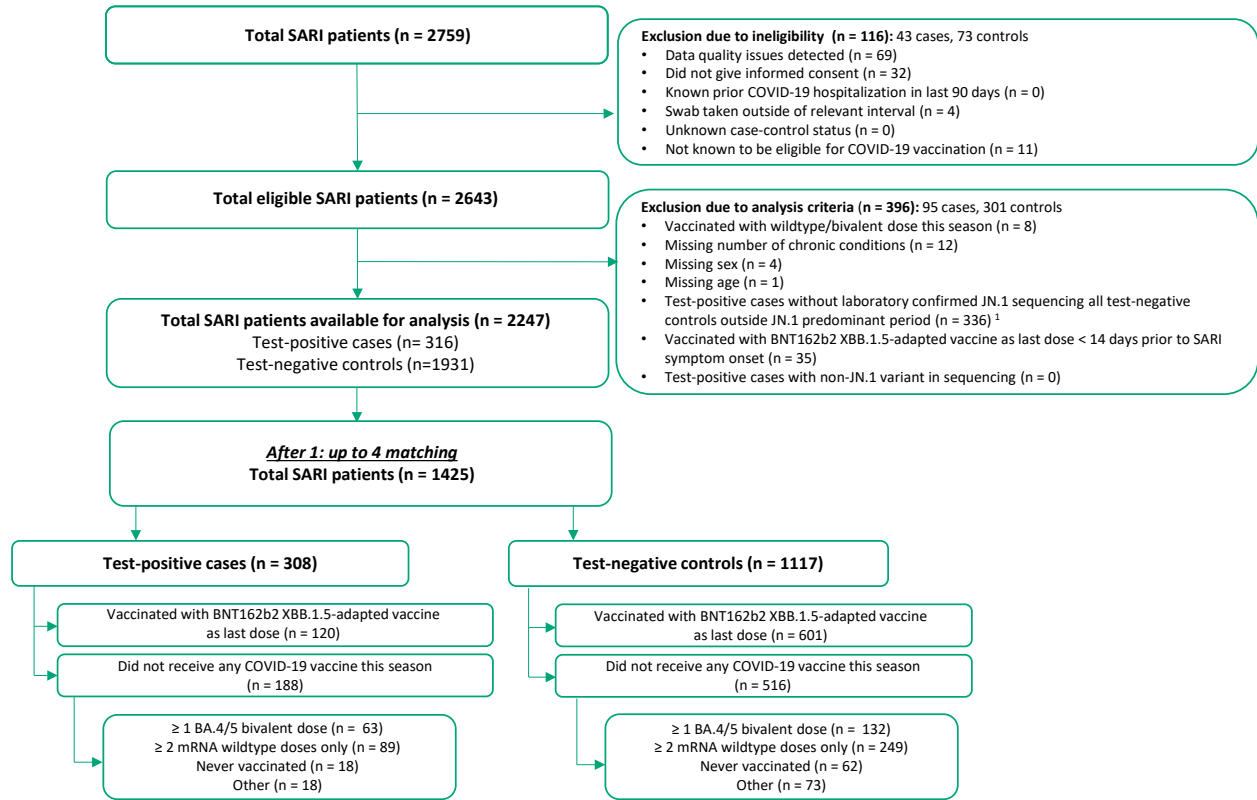 Total SARI patients (n = 2759)
Exclusion due to ineligibility (n = 116): 43 cases, 73 controls
• Data quality issues detected (n = 69)
• Did not give informed consent (n = 32)
• Known prior COVID-19 hospitalization in last 90 days (n = 0)
• Swab taken outside of relevant interval (n = 4)
• Unknown case-control status (n = 0)
• Not known to be eligible for COVID-19 vaccination (n = 11)
Total eligible SARI patients (n = 2643)
Exclusion due to analysis criteria (n = 396): 95 cases, 301 controls
• Vaccinated with wildtype/bivalent dose this season (n = 8)
• Missing number of chronic conditions (n = 12)
• Missing sex (n = 4)
• Missing age (n = 1)
• Test-positive cases without laboratory confirmed JN.1 sequencing all test-negative
controls outside JN.1 predominant period (n = 336) ¹
• Vaccinated with BNT162b2 XBB.1.5-adapted vaccine as last dose < 14 days prior to SARI
symptom onset (n = 35)
• Test-positive cases with non-JN.1 variant in sequencing (n = 0)
Total SARI patients available for analysis (n = 2247)
Test-positive cases (n= 316)
Test-negative controls (n=1931)
After 1: up to 4 matching
Total SARI patients (n = 1425)
Test-positive cases (n = 308)
Vaccinated with BNT162b2 XBB.1.5-adapted vaccine
as last dose (n = 120)
Did not receive any COVID-19 vaccine this season
(n = 188)
≥ 1 BA.4/5 bivalent dose (n = 63)
≥ 2 mRNA wildtype doses only (n = 89)
Never vaccinated (n = 18)
Other (n = 18)
Test-negative controls (n = 1117)
Vaccinated with BNT162b2 XBB.1.5-adapted vaccine
as last dose (n = 601)
Did not receive any COVID-19 vaccine this season
(n = 516)
≥ 1 BA.4/5 bivalent dose (n = 132)
≥ 2 mRNA wildtype doses only (n = 249)
Never vaccinated (n = 62)
Other (n = 73)